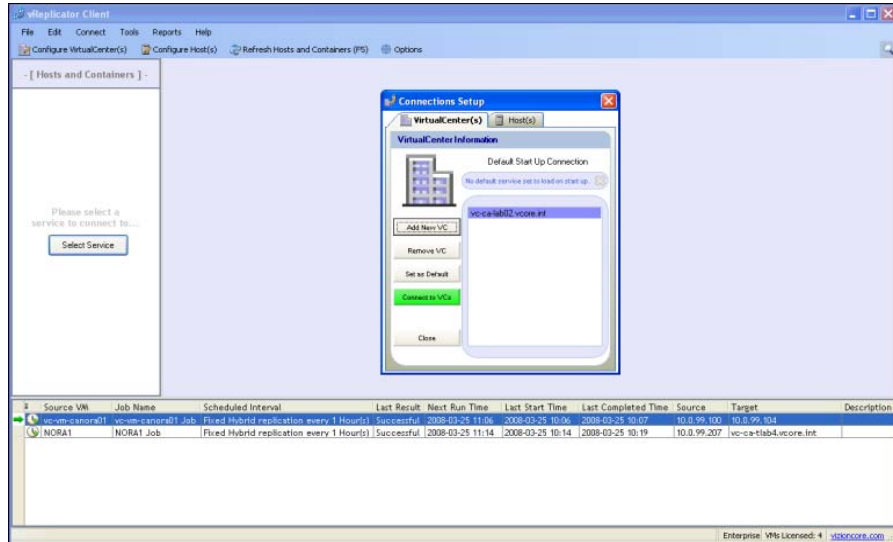 vReplicator Client
File Edit Connect Tools Reports Help
Configure VirtualCenter(s) Configure Host(s) Refresh Hosts and Containers (F5) Options
- [ Hosts and Containers ] -
Please select a
service to connect to...
Select Service
Connections Setup
VirtualCenter(s) Host(s)
VirtualCenter Information
Default Start Up Connection
No default service set to load on start up.
vc-ca-lab02.vcore.int
Add New VC
Remove VC
Set as Default
Connect to VCs
Close
Source VM Job Name Scheduled Interval Last Result Next Run Time Last Start Time Last Completed Time Source Target Description
vc-vm-canora01 vc-vm-canora01 Job Fixed Hybrid replication every 1 Hour(s) Successful 2008-03-25 11:06 2008-03-25 10:06 2008-03-25 10:07 10.0.99.100 10.0.99.104
NORA1 NORA1 Job Fixed Hybrid replication every 1 Hour(s) Successful 2008-03-25 11:14 2008-03-25 10:14 2008-03-25 10:19 10.0.99.207 vc-ca-tlab4.vcore.int
Enterprise VMs Licensed: 4 vizioncore.com